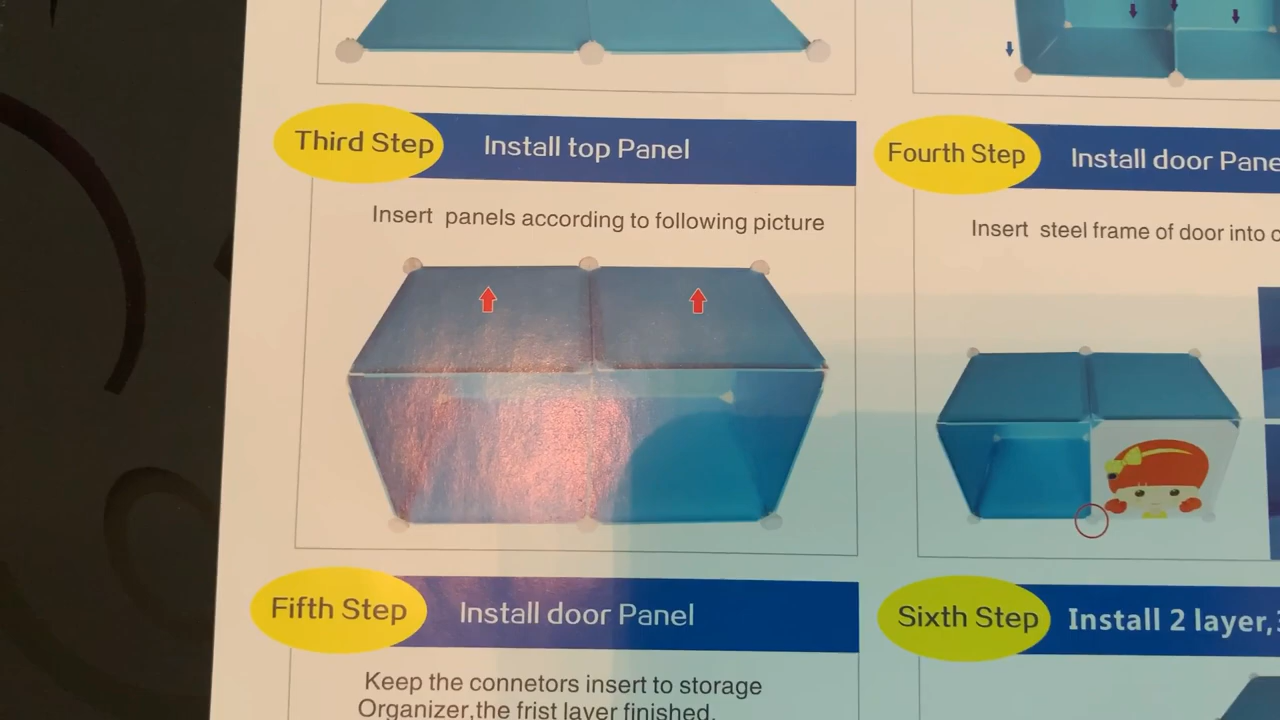 Third Step
Install top Panel
Insert panels according to following picture
Fourth Step
Install door Pane
Insert steel frame of door into c
Fifth Step
Install door Panel
Keep the connetors insert to storage
Organizer,the frist layer finished.
Sixth Step
Install 2 layer,3